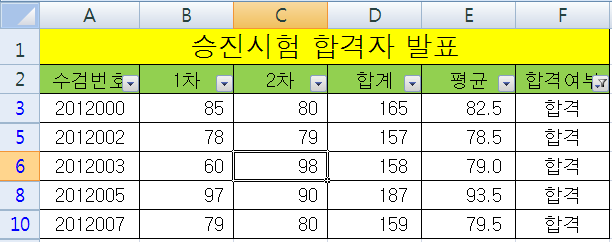 A B C D E F
1 승진시험 합격자 발표
2 수검번호 1차 2차 합계 평균 합격여부
3 2012000 85 80 165 82.5 합격
5 2012002 78 79 157 78.5 합격
6 2012003 60 98 158 79.0 합격
8 2012005 97 90 187 93.5 합격
10 2012007 79 80 159 79.5 합격